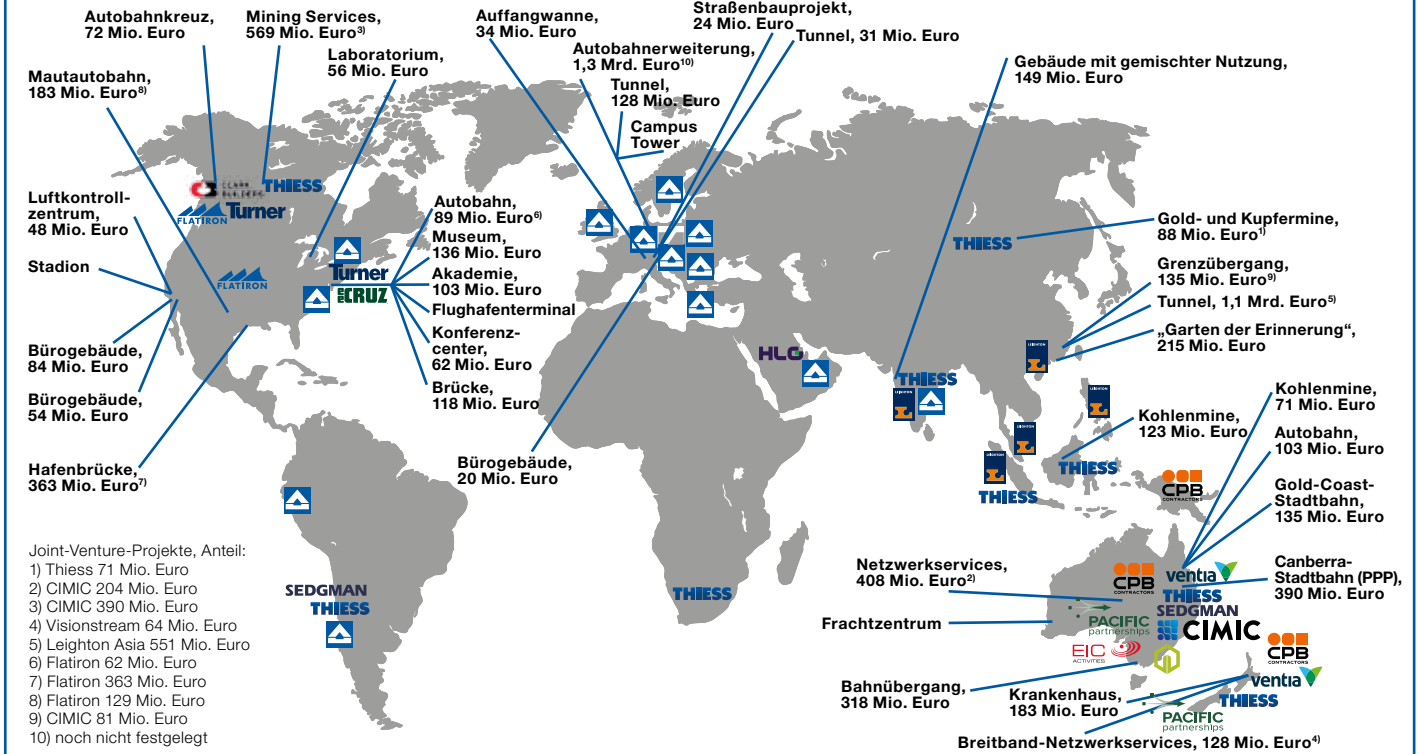 Autobahnkreuz,
72 Mio. Euro
Mining Services,
569 Mio. Euro3)
Laboratorium,
56 Mio. Euro
Mautautobahn,
183 Mio. Euro8)
Luftkontroll-
zentrum,
48 Mio. Euro
Stadion
Bürogebäude,
84 Mio. Euro
Bürogebäude,
54 Mio. Euro
Hafenbrücke,
363 Mio. Euro7)
THIESS
FLATIRON
Turner
FLATIRON
Turner
CRUZ
Autobahn,
89 Mio. Euro6)
Museum,
136 Mio. Euro
Akademie,
103 Mio. Euro
Flughafenterminal
Konferenz-
center,
62 Mio. Euro
Brücke,
118 Mio. Euro
Auffangwanne,
34 Mio. Euro
Autobahnerweiterung,
1,3 Mrd. Euro10)
Tunnel,
128 Mio. Euro
Campus
Tower
Straßenbauprojekt,
24 Mio. Euro
Tunnel, 31 Mio. Euro
Bürogebäude,
20 Mio. Euro
Gebäude mit gemischter Nutzung,
149 Mio. Euro
HLG
THIESS
LEIGHTON
THIESS
Gold- und Kupfermine,
88 Mio. Euro1)
Grenzübergang,
135 Mio. Euro9)
Tunnel, 1,1 Mrd. Euro5)
„Garten der Erinnerung“,
215 Mio. Euro
LEIGHTON
LEIGHTON
LEIGHTON
LEIGHTON
THIESS
Kohlenmine,
123 Mio. Euro
THIESS
CPB
CONTRACTORS
Kohlenmine,
71 Mio. Euro
Autobahn,
103 Mio. Euro
Gold-Coast-
Stadtbahn,
135 Mio. Euro
Canberra-
Stadtbahn (PPP),
390 Mio. Euro
Netzwerkservices,
408 Mio. Euro2)
Frachtzentrum
Bahnübergang,
318 Mio. Euro
Krankenhaus,
183 Mio. Euro
Breitband-Netzwerkservices, 128 Mio. Euro4)
CPB
CONTRACTORS
ventia
THIESS
SEDGMAN
PACIFIC
partnerships
CIMIC
EIC
ACTIVITIES
CPB
CONTRACTORS
ventia
THIESS
PACIFIC
partnerships
SEDGMAN
THIESS
THIESS
Joint-Venture-Projekte, Anteil:
1) Thiess 71 Mio. Euro
2) CIMIC 204 Mio. Euro
3) CIMIC 390 Mio. Euro
4) Visionstream 64 Mio. Euro
5) Leighton Asia 551 Mio. Euro
6) Flatiron 62 Mio. Euro
7) Flatiron 363 Mio. Euro
8) Flatiron 129 Mio. Euro
9) CIMIC 81 Mio. Euro
10) noch nicht festgelegt